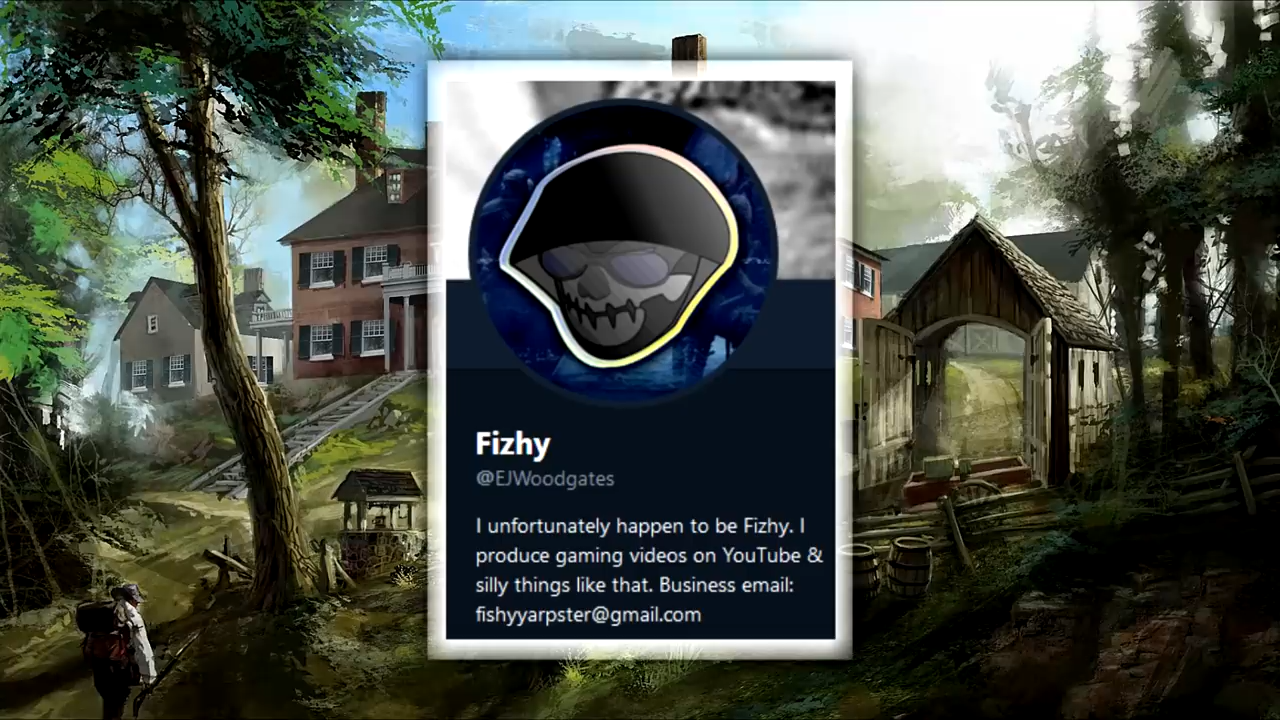 Fizhy
@EJWoodgates
I unfortunately happen to be Fizhy. I
produce gaming videos on YouTube &
silly things like that. Business email:
fishyyarpster@gmail.com